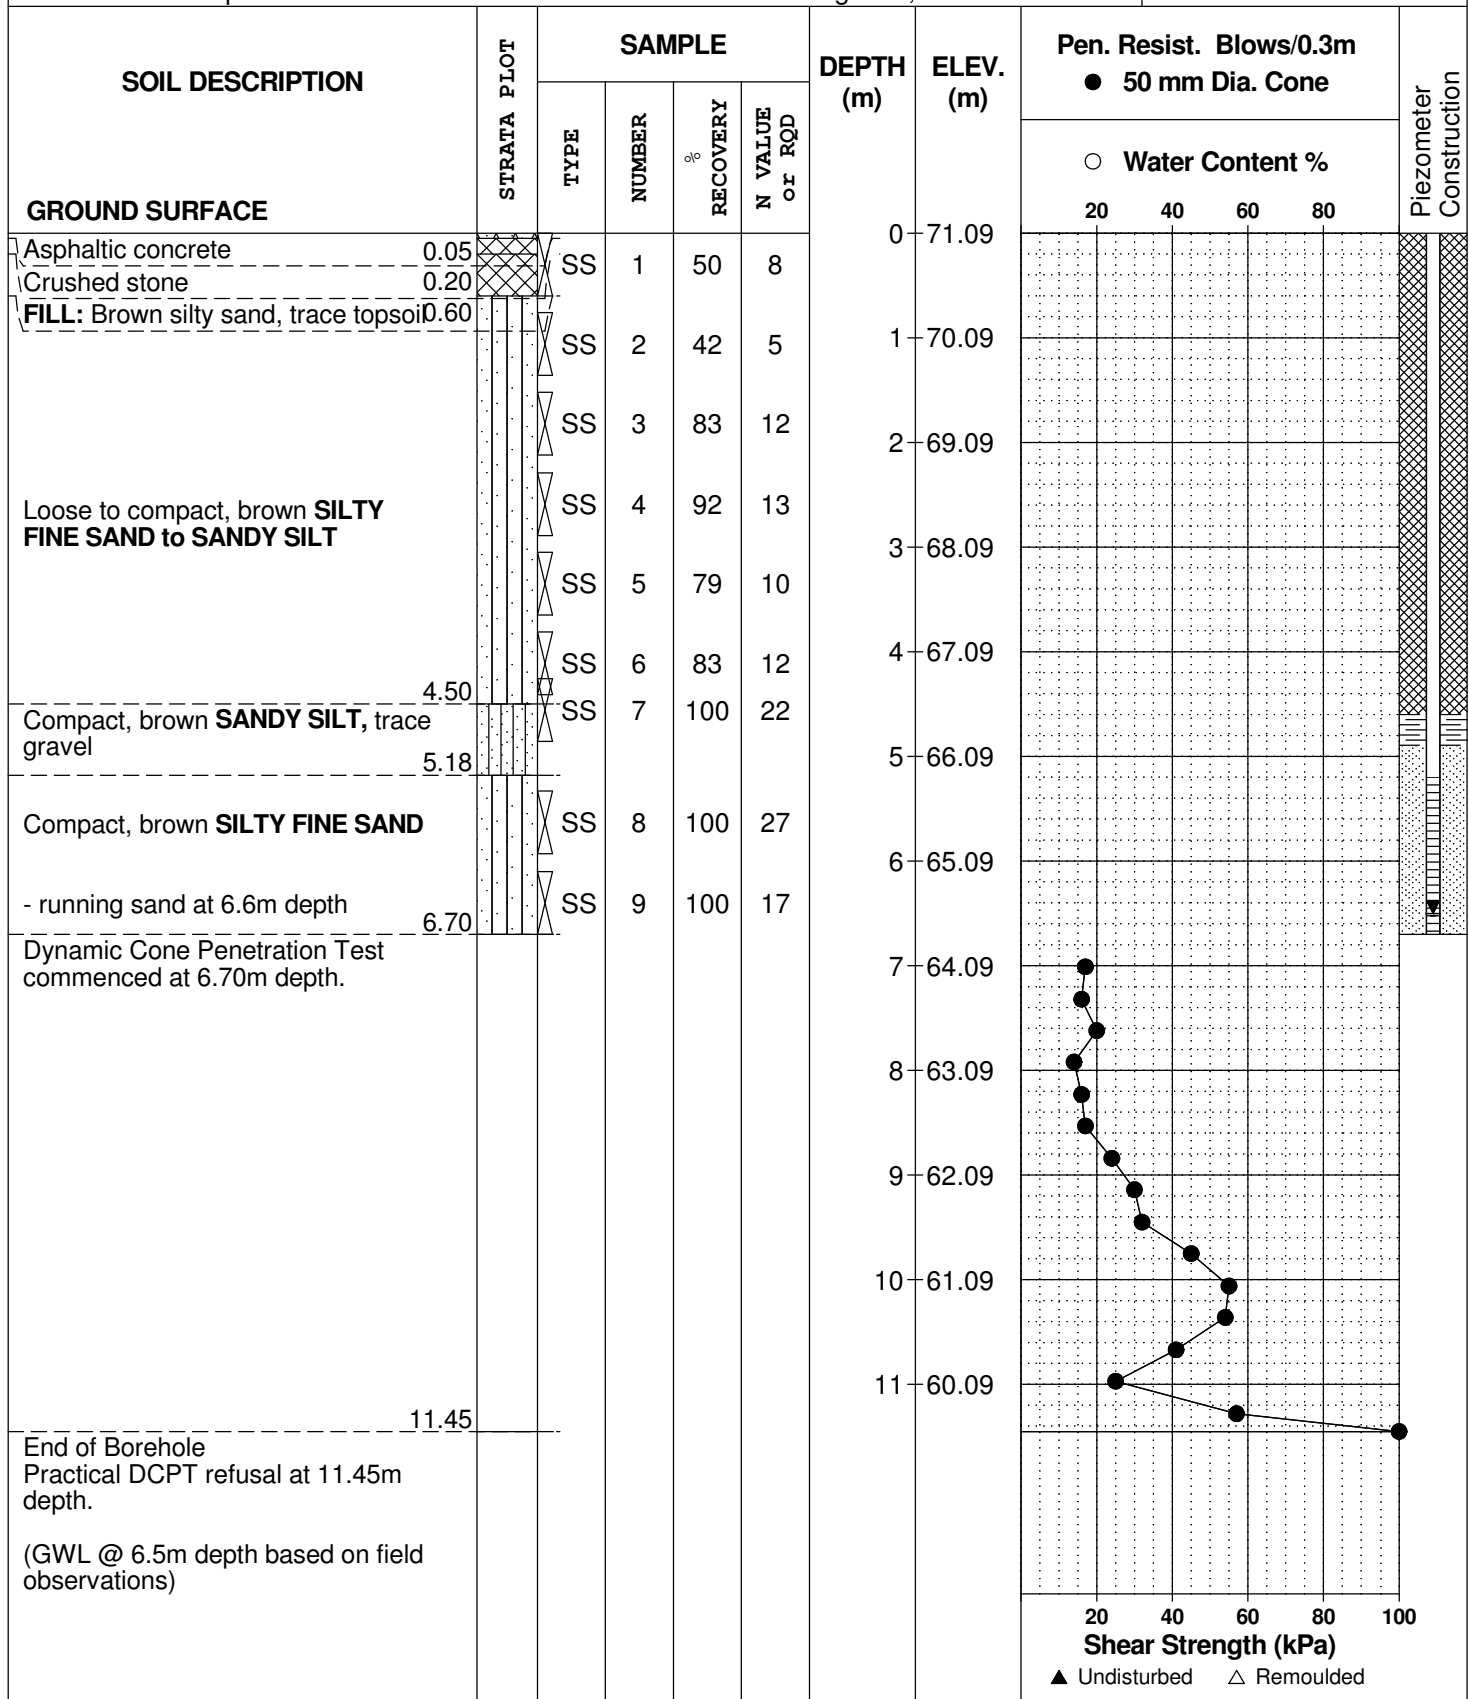 SOIL DESCRIPTION
GROUND SURFACE
STRATA PLOT
SAMPLE
TYPE
NUMBER
% RECOVERY
N VALUE or RQD
DEPTH (m)
ELEV. (m)
Pen. Resist. Blows/0.3m
● 50 mm Dia. Cone
○ Water Content %
20 40 60 80
Piezometer Construction
Asphaltic concrete 0.05
Crushed stone 0.20
FILL: Brown silty sand, trace topsoil 0.60
SS 1 50 8
SS 2 42 5
SS 3 83 12
Loose to compact, brown SILTY
FINE SAND to SANDY SILT
SS 4 92 13
SS 5 79 10
SS 6 83 12
4.50
Compact, brown SANDY SILT, trace
gravel
5.18
SS 7 100 22
Compact, brown SILTY FINE SAND
SS 8 100 27
- running sand at 6.6m depth
6.70
SS 9 100 17
Dynamic Cone Penetration Test
commenced at 6.70m depth.
11.45
End of Borehole
Practical DCPT refusal at 11.45m
depth.
(GWL @ 6.5m depth based on field
observations)
0 71.09
1 70.09
2 69.09
3 68.09
4 67.09
5 66.09
6 65.09
7 64.09
8 63.09
9 62.09
10 61.09
11 60.09
20 40 60 80 100
Shear Strength (kPa)
▲ Undisturbed △ Remoulded